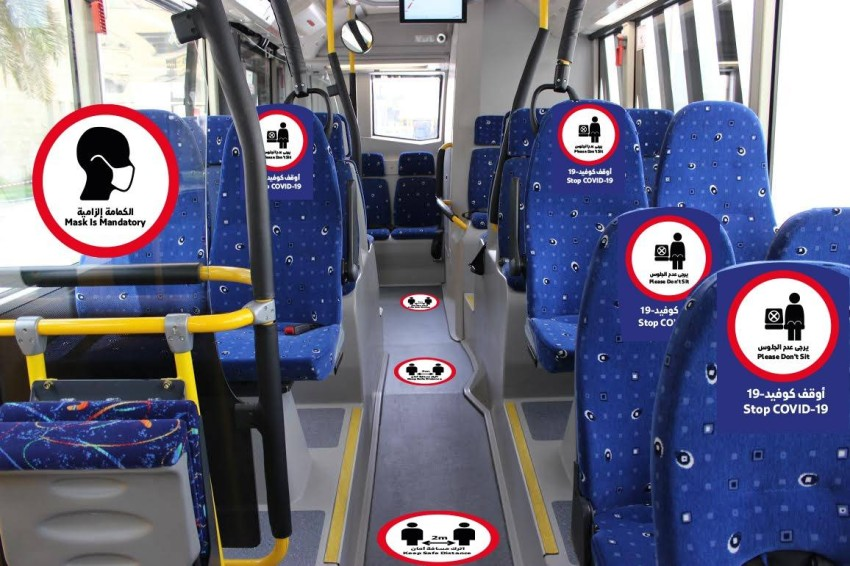 الكمامة إلزامية
Mask Is Mandatory
يرجى عدم الجلوس
Please Don't Sit
أوقف كوفيد-19
Stop COVID-19
يرجى عدم الجلوس
Please Don't Sit
أوقف كوفيد-19
COVID-19
يرجى عدم الجلوس
Please Don't Sit
أوقف كوفيد-19
Stop CO
يرجى عدم الجلوس
Please Don't Sit
أوقف كوفيد-19
Stop COVID-19
2m
2m
اترك مسافة أمان
Keep Safe Distance